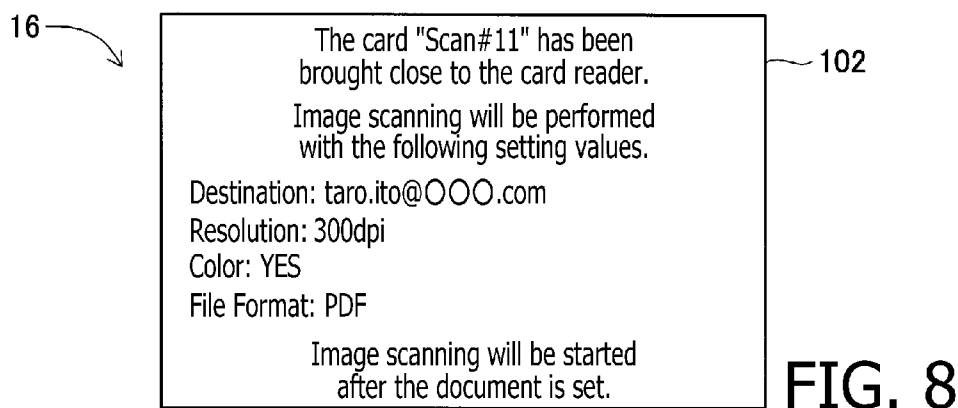 16
The card "Scan#11" has been
brought close to the card reader.
102
Image scanning will be performed
with the following setting values.
Destination: taro.ito@○○○.com
Resolution: 300dpi
Color: YES
File Format: PDF
Image scanning will be started
after the document is set.
FIG. 8